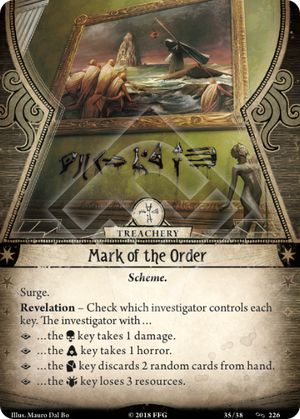 TREACHERY
Mark of the Order
Scheme.
Surge.
Revelation – Check which investigator controls each
key. The investigator with …
…the key takes 1 damage.
…the key takes 1 horror.
…the key discards 2 random cards from hand.
…the key loses 3 resources.
Illus. Mauro Dal Bo © 2018 FFG 35/38 226